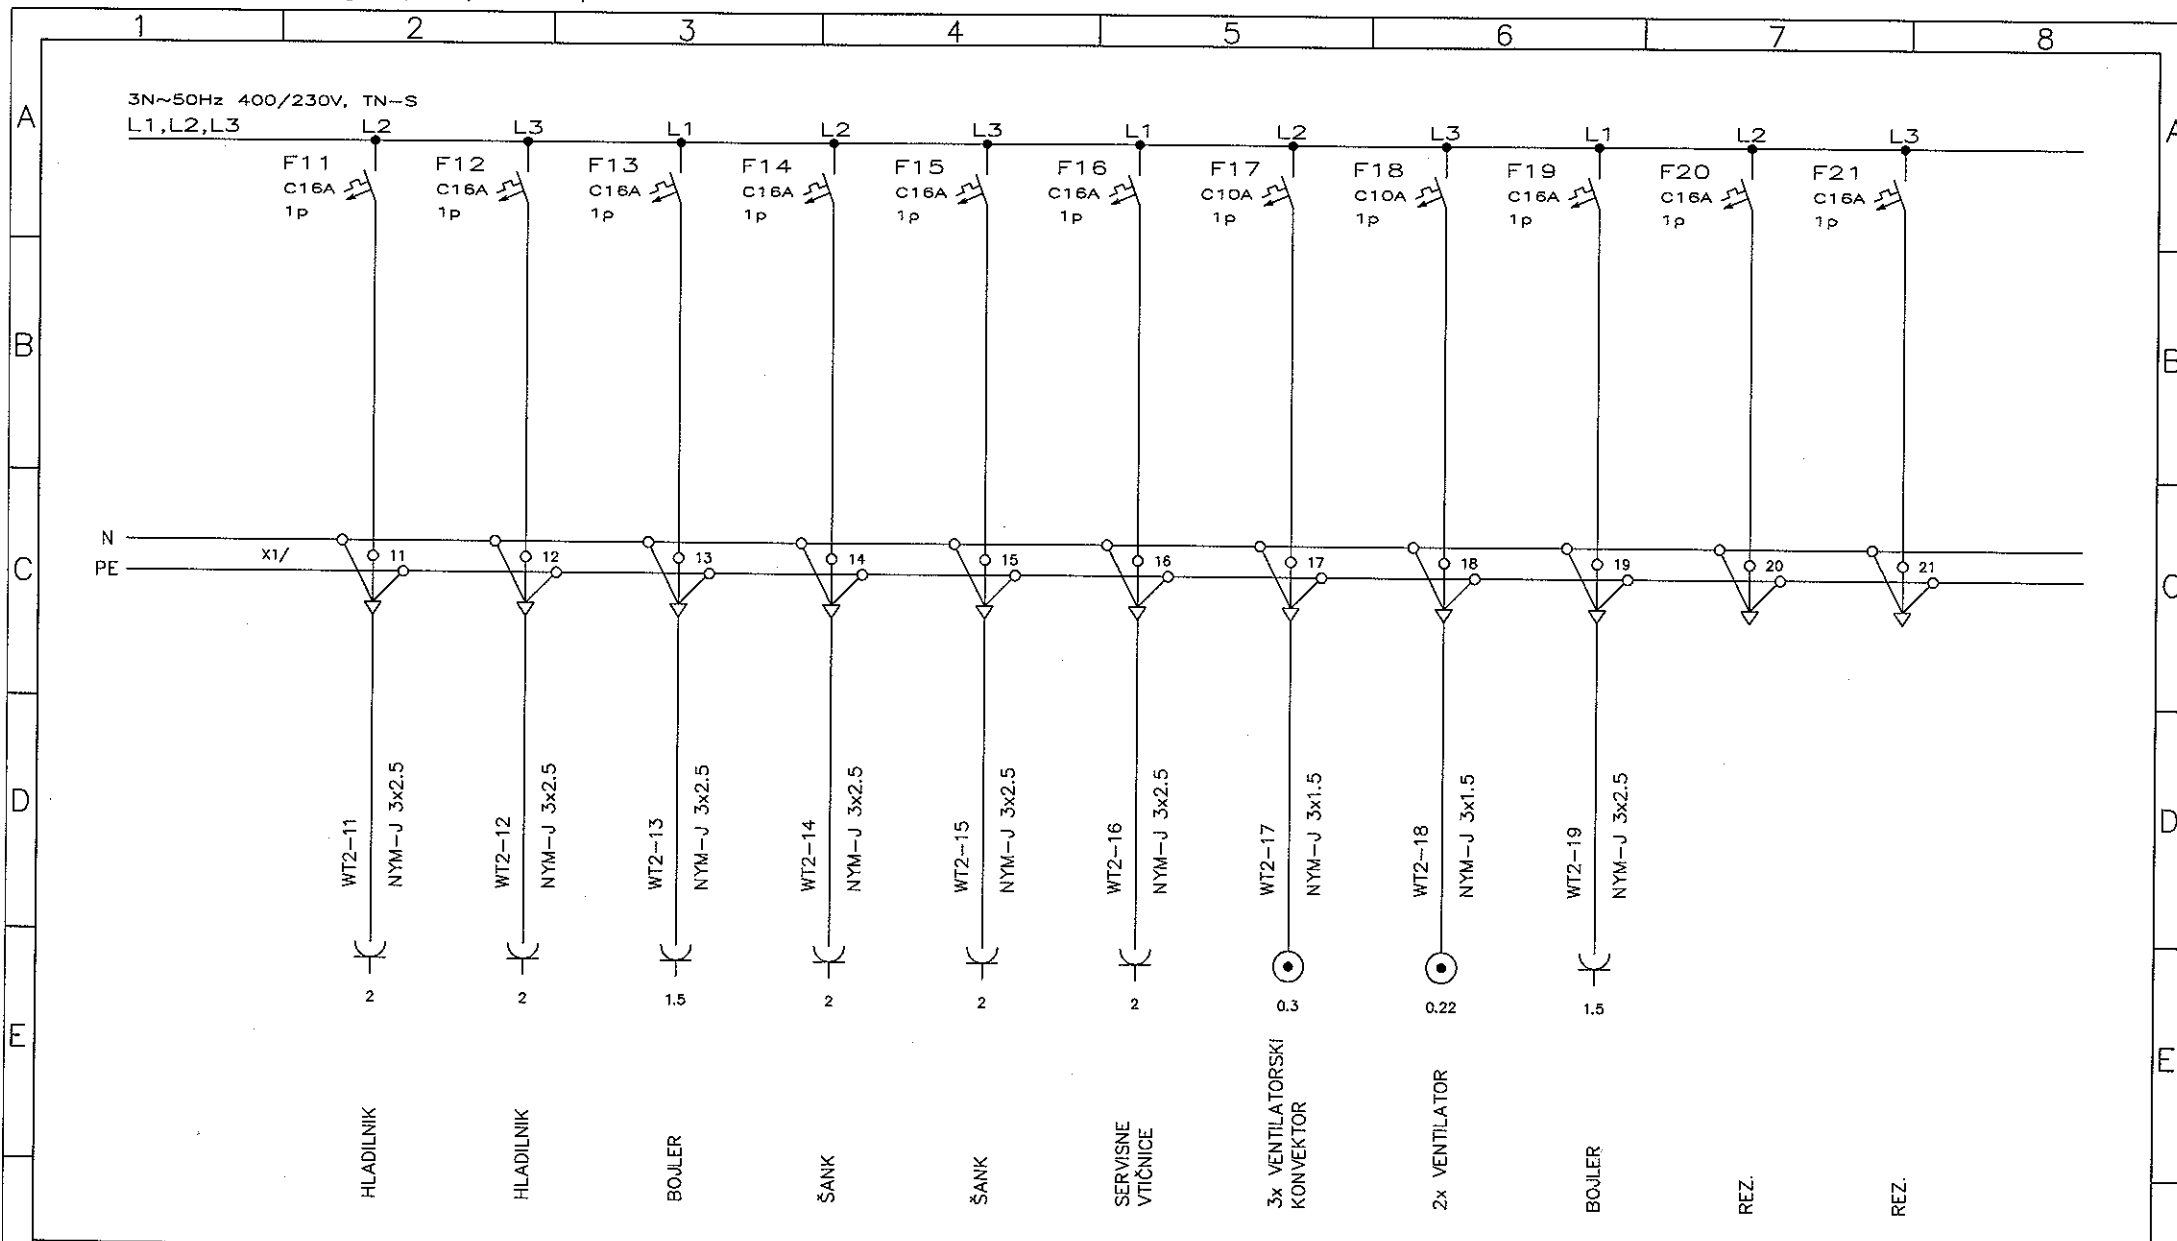 1 2 3 4 5 6 7 8
3N~50Hz 400/230V, TN-S
L1,L2,L3
L2 L3 L1 L2 L3 L1 L2 L3 L1 L2 L3
F11 F12 F13 F14 F15 F16 F17 F18 F19 F20 F21
C16A C16A C16A C16A C16A C16A C10A C10A C16A C16A C16A
1p 1p 1p 1p 1p 1p 1p 1p 1p 1p 1p
A A
B B
N
X1/ 11 12 13 14 15 16 17 18 19 20 21
PE
C C
WT2-11
NYM-J 3x2.5
WT2-12
NYM-J 3x2.5
WT2-13
NYM-J 3x2.5
WT2-14
NYM-J 3x2.5
WT2-15
NYM-J 3x2.5
WT2-16
NYM-J 3x2.5
WT2-17
NYM-J 3x1.5
WT2-18
NYM-J 3x1.5
WT2-19
NYM-J 3x2.5
D D
2 2 1.5 2 2 2 0.3 0.22 1.5
E E
HLADILNIK
HLADILNIK
BOJLER
ŠANK
ŠANK
SERVISNE
VTIČNICE
3x VENTILATORSKI
KONVEKTOR
2x VENTILATOR
BOJLER
REZ.
REZ.